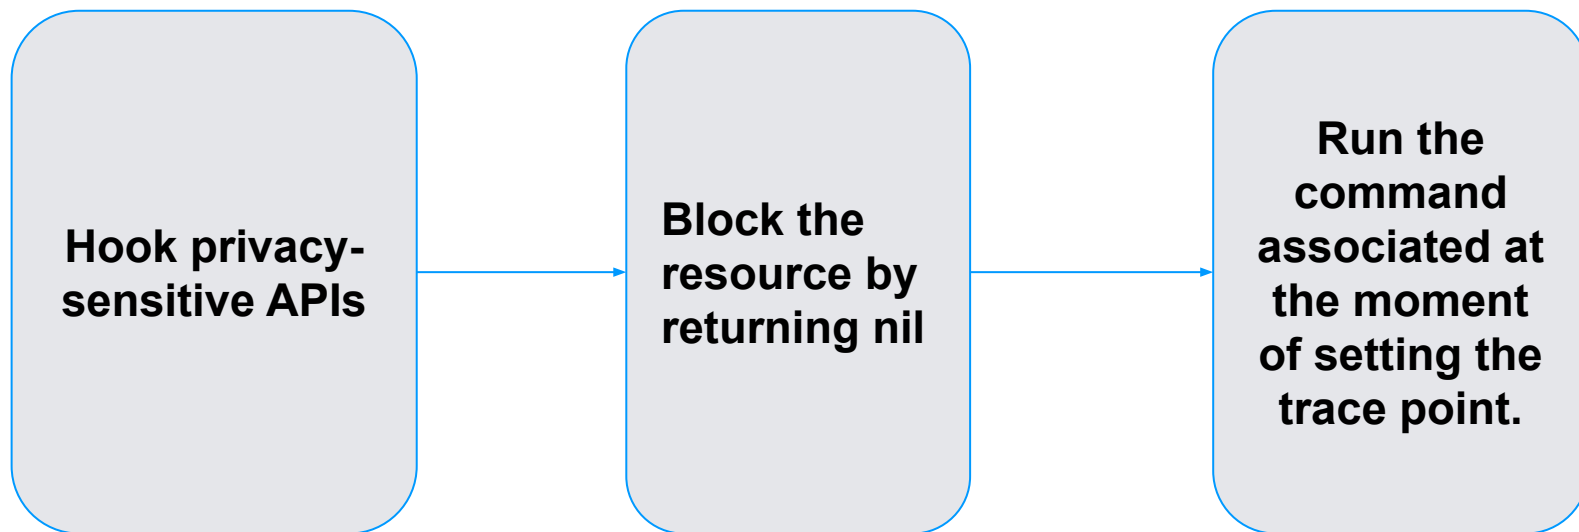 Hook privacy-
sensitive APIs
Block the
resource by
returning nil
Run the
command
associated at
the moment
of setting the
trace point.